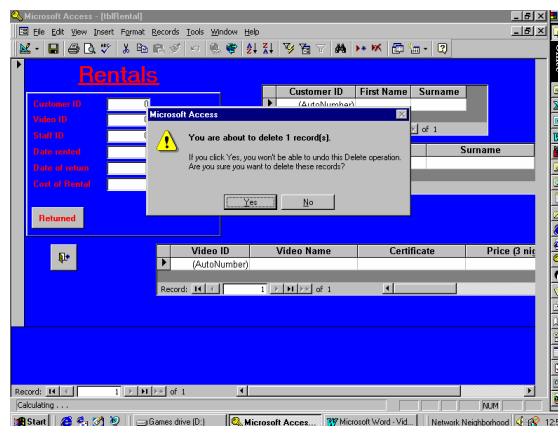 Microsoft Access - [tblRental]
File Edit View Insert Format Records Tools Window Help
Rentals
Customer ID First Name Surname
(AutoNumber)
of 1
Customer ID 0
Video ID
Staff ID
Date rented
Date of return
Cost of Rental
Surname
Microsoft Access
You are about to delete 1 record(s).
If you click Yes, you won't be able to undo this Delete operation.
Are you sure you want to delete these records?
Yes No
Returned
Video ID Video Name Certificate Price (3 nig
(AutoNumber)
Record: 1 of 1
Record: 1 of 1
Calculating . . . NUM
Start Games drive (D:) Microsoft Acces... Microsoft Word - Vid... Network Neighborhood